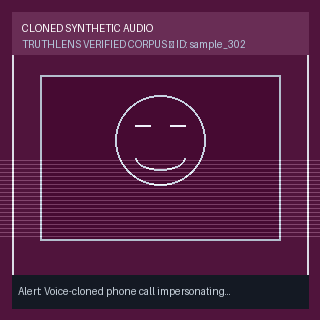 CLONED SYNTHETIC AUDIO
TRUTHLENS VERIFIED CORPUS ☒ ID: sample_302
Alert: Voice-cloned phone call impersonating...